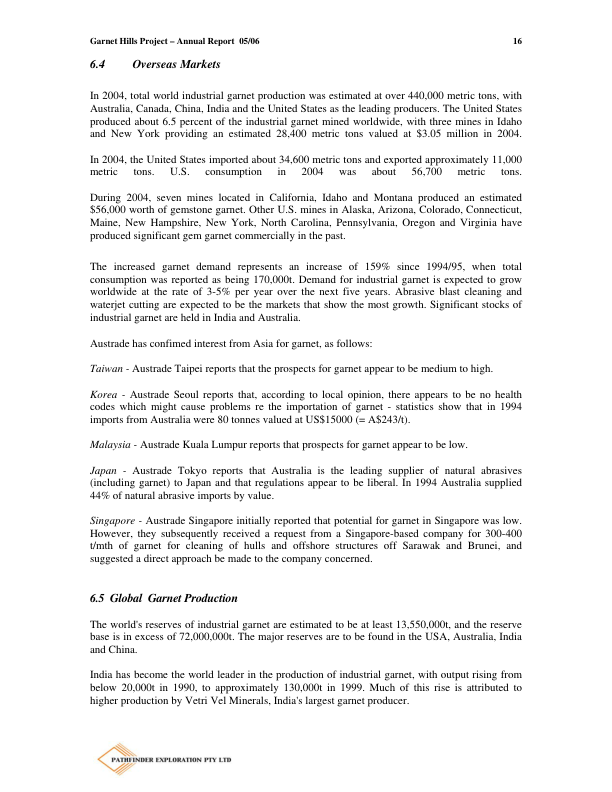 Garnet Hills Project – Annual Report 05/06 16
6.4 Overseas Markets
In 2004, total world industrial garnet production was estimated at over 440,000 metric tons, with
Australia, Canada, China, India and the United States as the leading producers. The United States
produced about 6.5 percent of the industrial garnet mined worldwide, with three mines in Idaho
and New York providing an estimated 28,400 metric tons valued at $3.05 million in 2004.
In 2004, the United States imported about 34,600 metric tons and exported approximately 11,000
metric tons. U.S. consumption in 2004 was about 56,700 metric tons.
During 2004, seven mines located in California, Idaho and Montana produced an estimated
$56,000 worth of gemstone garnet. Other U.S. mines in Alaska, Arizona, Colorado, Connecticut,
Maine, New Hampshire, New York, North Carolina, Pennsylvania, Oregon and Virginia have
produced significant gem garnet commercially in the past.
The increased garnet demand represents an increase of 159% since 1994/95, when total
consumption was reported as being 170,000t. Demand for industrial garnet is expected to grow
worldwide at the rate of 3-5% per year over the next five years. Abrasive blast cleaning and
waterjet cutting are expected to be the markets that show the most growth. Significant stocks of
industrial garnet are held in India and Australia.
Austrade has confimed interest from Asia for garnet, as follows:
Taiwan - Austrade Taipei reports that the prospects for garnet appear to be medium to high.
Korea - Austrade Seoul reports that, according to local opinion, there appears to be no health
codes which might cause problems re the importation of garnet - statistics show that in 1994
imports from Australia were 80 tonnes valued at US$15000 (= A$243/t).
Malaysia - Austrade Kuala Lumpur reports that prospects for garnet appear to be low.
Japan - Austrade Tokyo reports that Australia is the leading supplier of natural abrasives
(including garnet) to Japan and that regulations appear to be liberal. In 1994 Australia supplied
44% of natural abrasive imports by value.
Singapore - Austrade Singapore initially reported that potential for garnet in Singapore was low.
However, they subsequently received a request from a Singapore-based company for 300-400
t/mth of garnet for cleaning of hulls and offshore structures off Sarawak and Brunei, and
suggested a direct approach be made to the company concerned.
6.5 Global Garnet Production
The world's reserves of industrial garnet are estimated to be at least 13,550,000t, and the reserve
base is in excess of 72,000,000t. The major reserves are to be found in the USA, Australia, India
and China.
India has become the world leader in the production of industrial garnet, with output rising from
below 20,000t in 1990, to approximately 130,000t in 1999. Much of this rise is attributed to
higher production by Vetri Vel Minerals, India's largest garnet producer.
PATHFINDER EXPLORATION PTY LTD